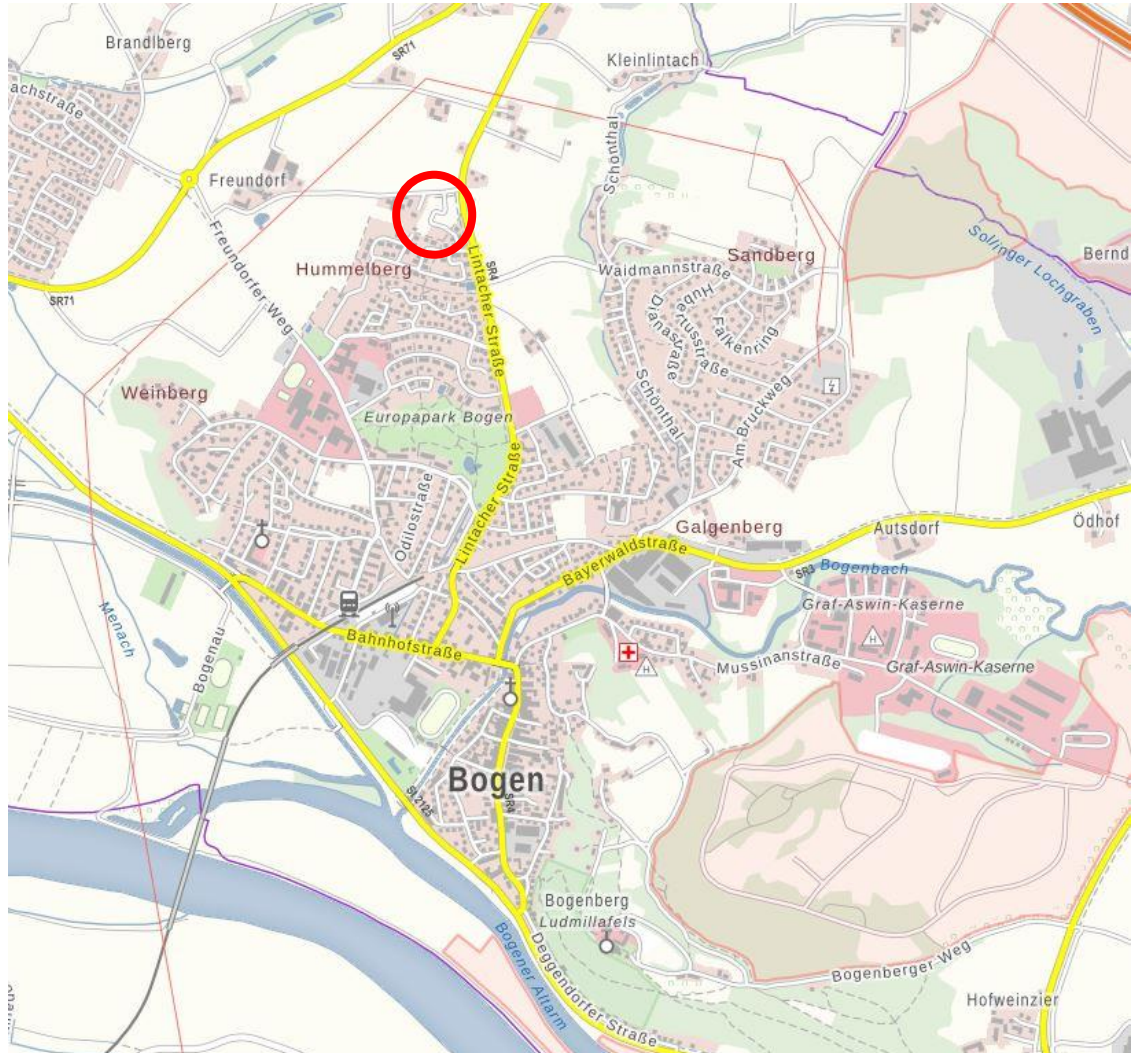 Brandlberg
SR71
Kleinlintach
achstraße
Schönthal
Freundorf
Sollinger Lochgraben
Bernd
Freundorfer Weg
Hummelberg
SR4
Lintacher Straße
Waidmannstraße
Sandberg
SR71
Hubertusstraße
Dianastraße
Falkenring
Weinberg
Schönthal
Am Bruckweg
Europapark Bogen
Odilostraße
Lintacher Straße
Galgenberg
Autsdorf
Ödhof
Bayerwaldstraße
SR3
Bogenbach
Menach
Graf-Aswin-Kaserne
H
Bahnhofstraße
Bogenau
H
Mussinanstraße
Graf-Aswin-Kaserne
Bogen
SR4
Bogenberg
Ludmillafels
Bogener Altarm
Deggendorfer Straße
Bogenberger Weg
Hofweinzier